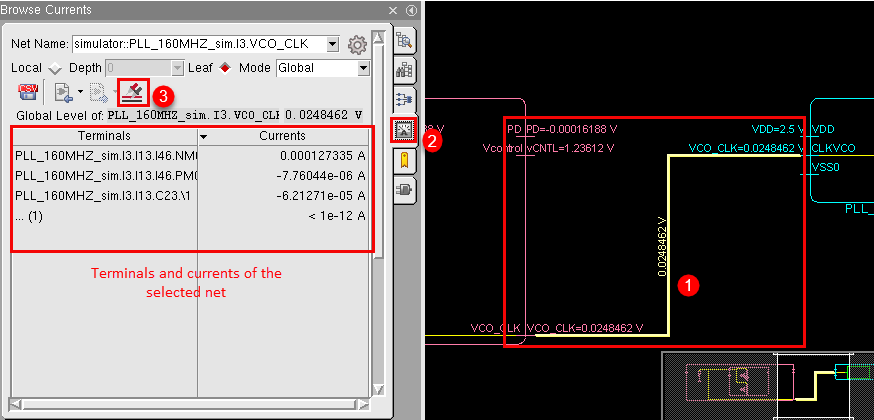 Browse Currents
Net Name: simulator::PLL_160MHZ_sim.I3.VCO_CLK
Local Depth 0 Leaf Mode Global
CSW
3
Global Level of: PLL_160MHZ_sim.I3.VCO_CLK 0.0248462 V
Terminals Currents
PLL_160MHZ_sim.I3.I13.I46.NM 0.000127335 A
PLL_160MHZ_sim.I3.I13.I46.PM -7.76044e-06 A
PLL_160MHZ_sim.I3.I13.C23.\1 -6.21271e-05 A
... (1) < 1e-12 A
Terminals and currents of the
selected net
2
V
PD PD=-0.00016188 V
Vcontrol vCNTL=1.23612 V
VDD=2.5 V VDD
VCO_CLK=0.0248462 V CLKVCO
VSS0
PLL_
0.0248462 V
1
VCO_CLK VCO_CLK=0.0248462 V